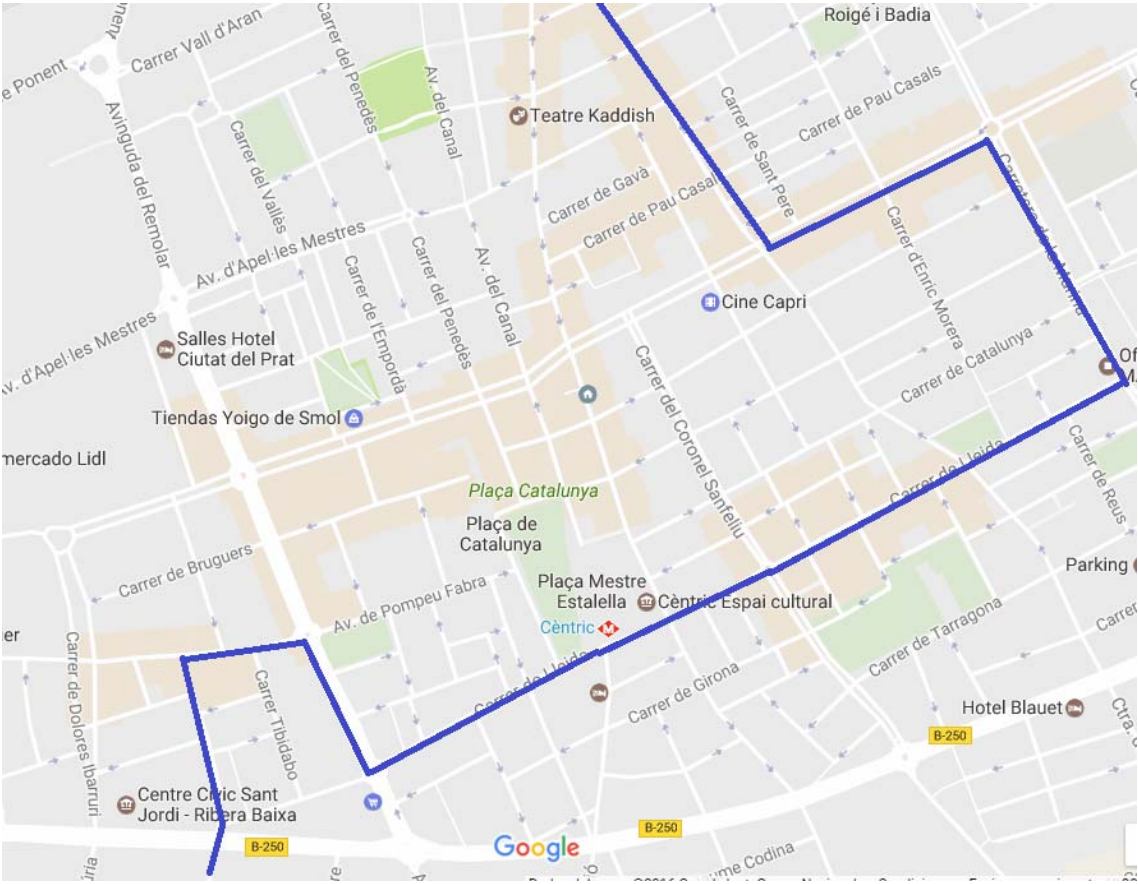 Roigé i Badia
Carrer Vall d'Aran
Ponent
Carrer del Penedès
Av. del Canal
Carrer de Pau Casals
Teatre Kaddish
Carrer de Sant Pere
Avinguda del Remolar
Carrer del Vallès
Carrer de Gavà
Carrer de Pau Casals
Carretera de la Marina
Av. d'Apel·les Mestres
Carrer d'Enric Morera
Carrer de l'Empordà
Carrer del Penedès
Av. del Canal
Cine Capri
Av. d'Apel·les Mestres
Salles Hotel
Ciutat del Prat
Carrer de Catalunya
Tiendas Yoigo de Smol
Carrer del Coronel Sanfeliu
Carrer de Reus
mercado Lidl
Carrer de Lleida
Plaça Catalunya
Plaça de
Catalunya
Carrer de Bruguers
Av. de Pompeu Fabra
Plaça Mestre
Estalella
Cèntric Espai cultural
Parking
Cèntric
Carrer de Tarragona
Carrer
Carrer de Dolores Ibarruri
Carrer Tibidabo
Carrer de Lleida
Carrer de Girona
Hotel Blauet
Ctra.
B-250
Centre Cívic Sant
Jordi - Ribera Baixa
B-250
B-250
Google